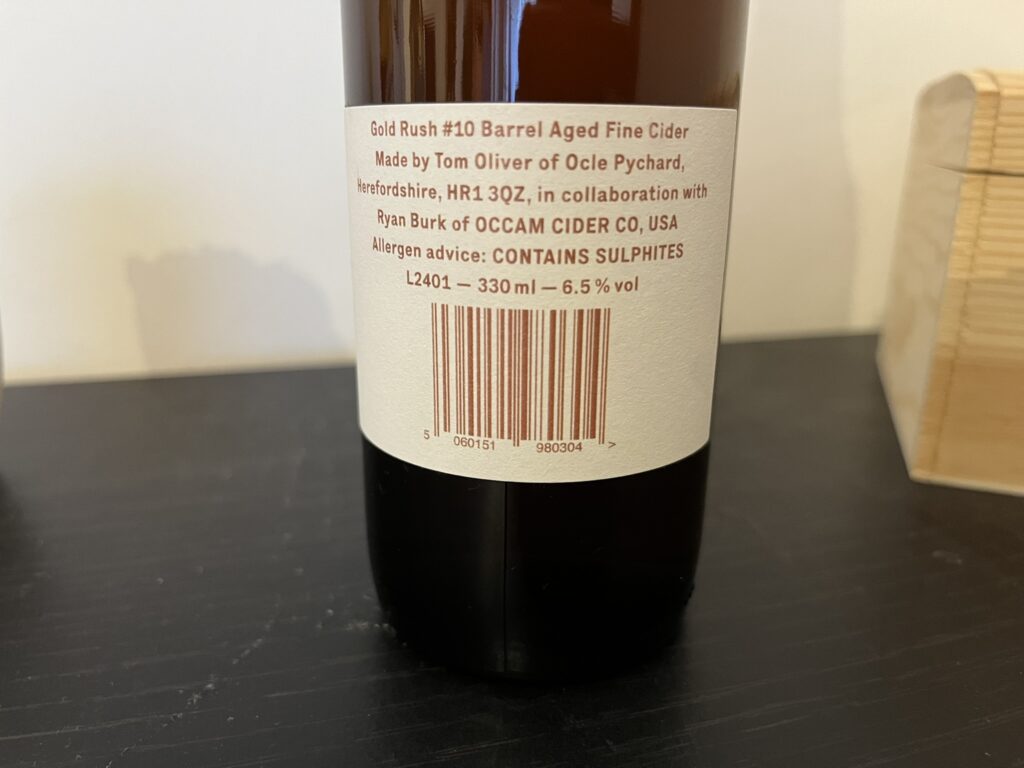 Gold Rush #10 Barrel Aged Fine Cider
Made by Tom Oliver of Ocle Pychard,
Herefordshire, HR1 3QZ, in collaboration with
Ryan Burk of OCCAM CIDER CO, USA
Allergen advice: CONTAINS SULPHITES
L2401 — 330 ml — 6.5 % vol
5 060151 980304 >